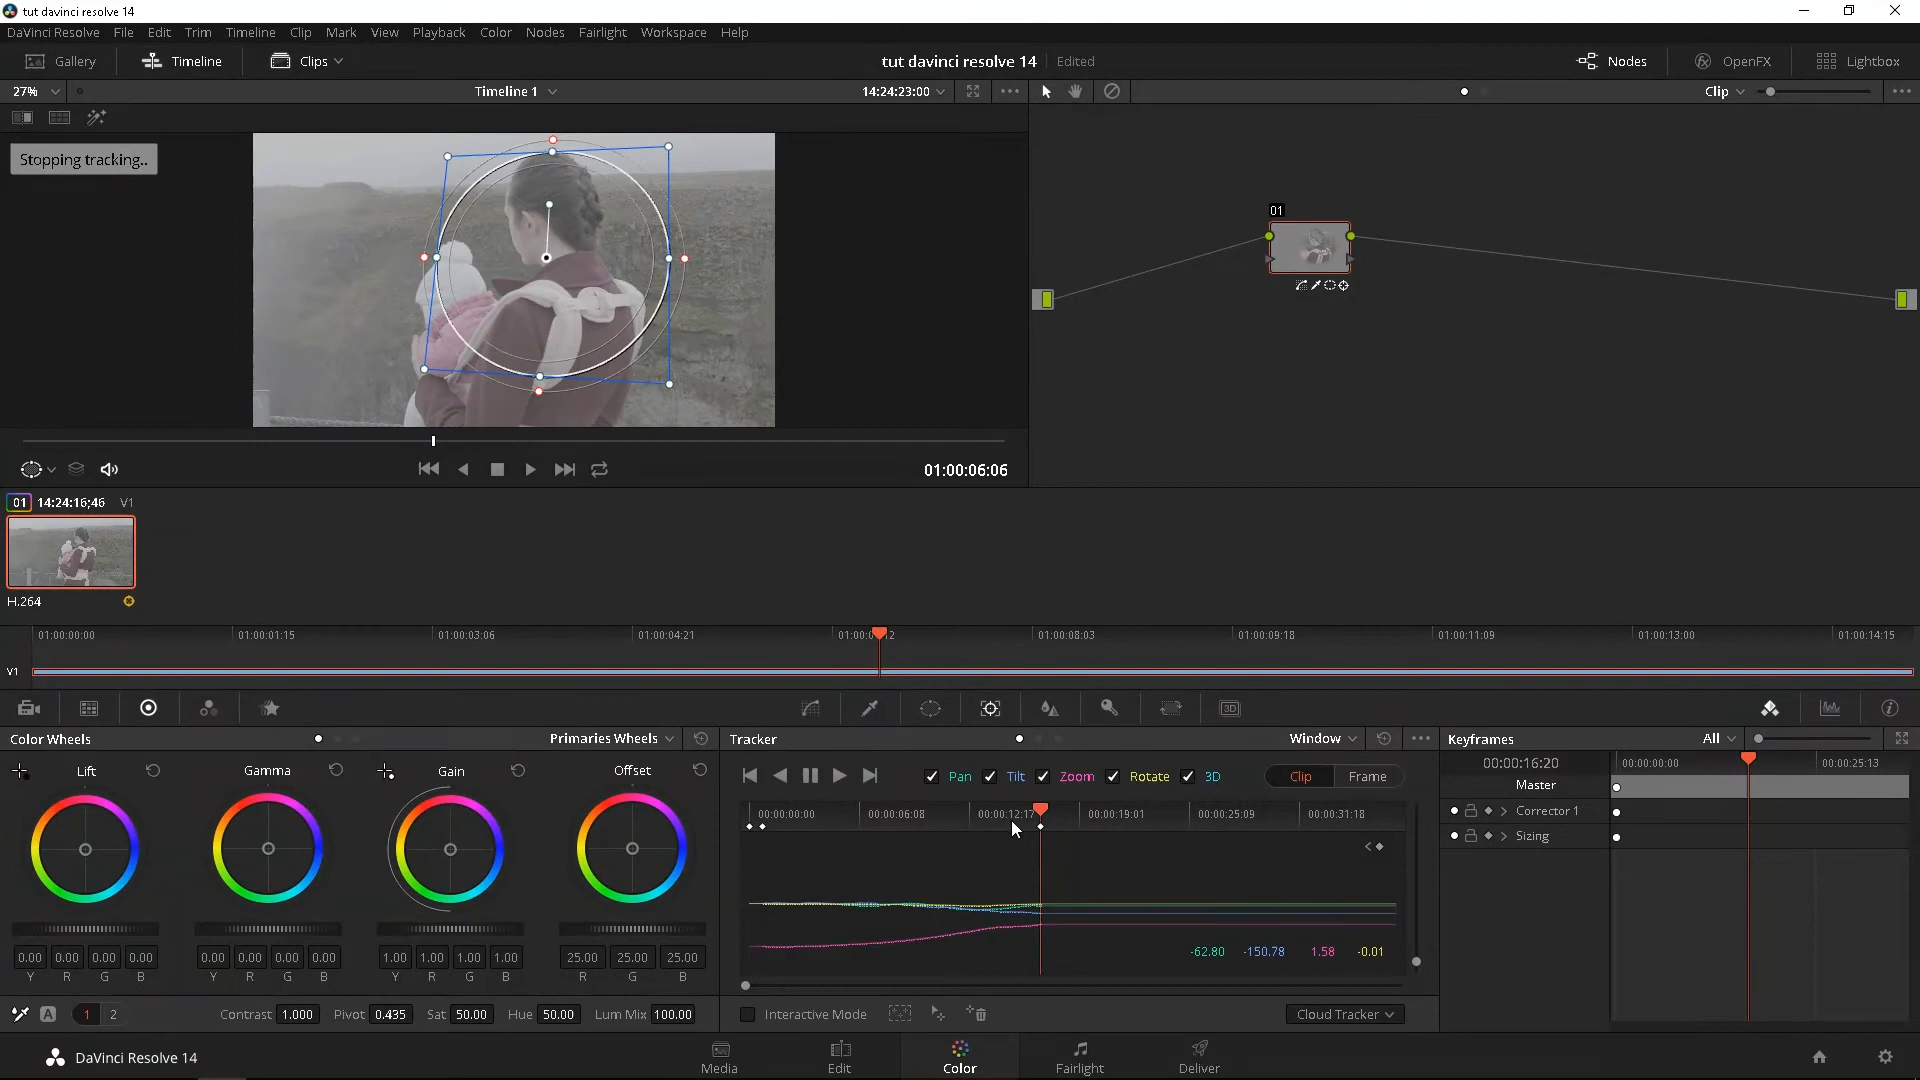 tut davinci resolve 14
DaVinci Resolve File Edit Trim Timeline Clip Mark View Playback Color Nodes Fairlight Workspace Help
Gallery Timeline Clips tut davinci resolve 14 Edited Nodes OpenFX Lightbox
27% Timeline 1 14:24:23:00 Clip
Stopping tracking..
01
01:00:06:06
01 14:24:16;46 V1
H.264
01:00:00:00 01:00:01:15 01:00:03:06 01:00:04:21 12 01:00:08:03 01:00:09:18 01:00:11:09 01:00:13:00 01:00:14:15
V1
3D
Color Wheels Primaries Wheels Tracker Window Keyframes All
Lift Gamma Gain Offset Pan Tilt Zoom Rotate 3D Clip Frame 00:00:16:20 00:00:00:00 00:00:25:13
Master
00:00:00:00 00:00:06:08 00:00:12:17 00:00:19:01 00:00:25:09 00:00:31:18 Corrector 1
Sizing
-62.80 -150.78 1.58 -0.01
0.00 0.00 0.00 0.00 0.00 0.00 0.00 0.00 1.00 1.00 1.00 1.00 25.00 25.00 25.00
Y R G B Y R G B Y R G B R G B
A 1 2 Contrast 1.000 Pivot 0.435 Sat 50.00 Hue 50.00 Lum Mix 100.00 Interactive Mode Cloud Tracker
DaVinci Resolve 14 Media Edit Color Fairlight Deliver